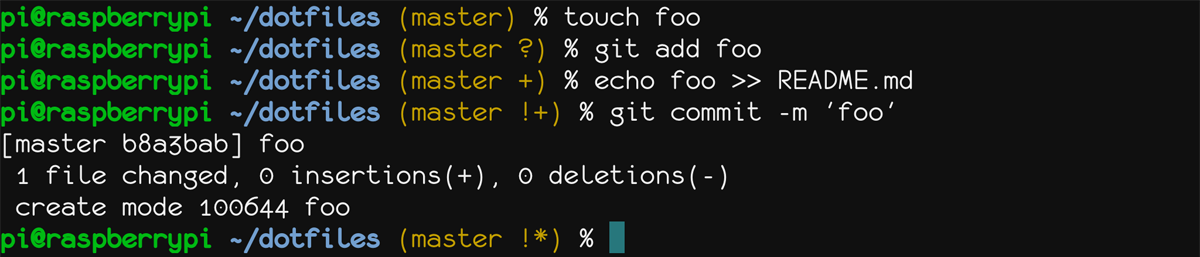 pi@raspberrypi ~/dotfiles (master) % touch foo
pi@raspberrypi ~/dotfiles (master ?) % git add foo
pi@raspberrypi ~/dotfiles (master +) % echo foo >> README.md
pi@raspberrypi ~/dotfiles (master !+) % git commit -m 'foo'
[master b8a3bab] foo
 1 file changed, 0 insertions(+), 0 deletions(-)
 create mode 100644 foo
pi@raspberrypi ~/dotfiles (master !*) %